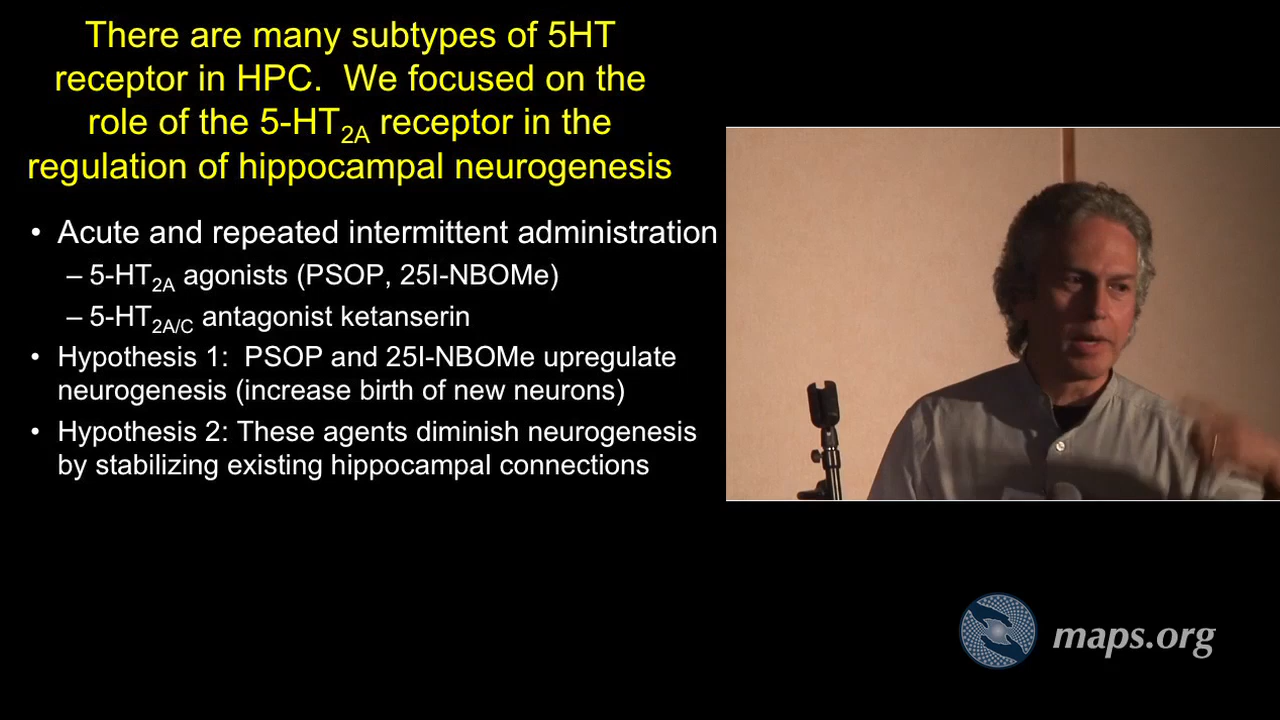 There are many subtypes of 5HT
receptor in HPC.  We focused on the
role of the 5-HT2A receptor in the
regulation of hippocampal neurogenesis
• Acute and repeated intermittent administration
– 5-HT2A agonists (PSOP, 25I-NBOMe)
– 5-HT2A/C antagonist ketanserin
• Hypothesis 1:  PSOP and 25I-NBOMe upregulate
neurogenesis (increase birth of new neurons)
• Hypothesis 2: These agents diminish neurogenesis
by stabilizing existing hippocampal connections
maps.org